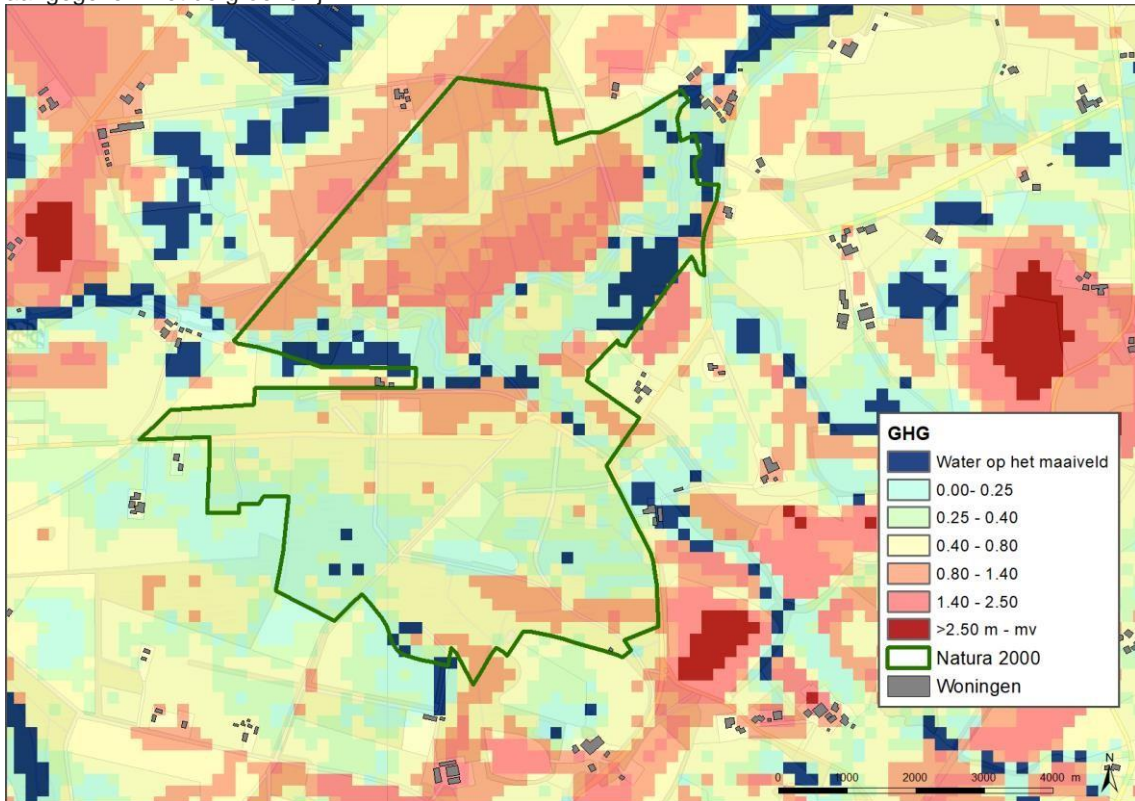 GHG
Water op het maaiveld
0.00- 0.25
0.25 - 0.40
0.40 - 0.80
0.80 - 1.40
1.40 - 2.50
>2.50 m - mv
Natura 2000
Woningen
N
0 1000 2000 3000 4000 m